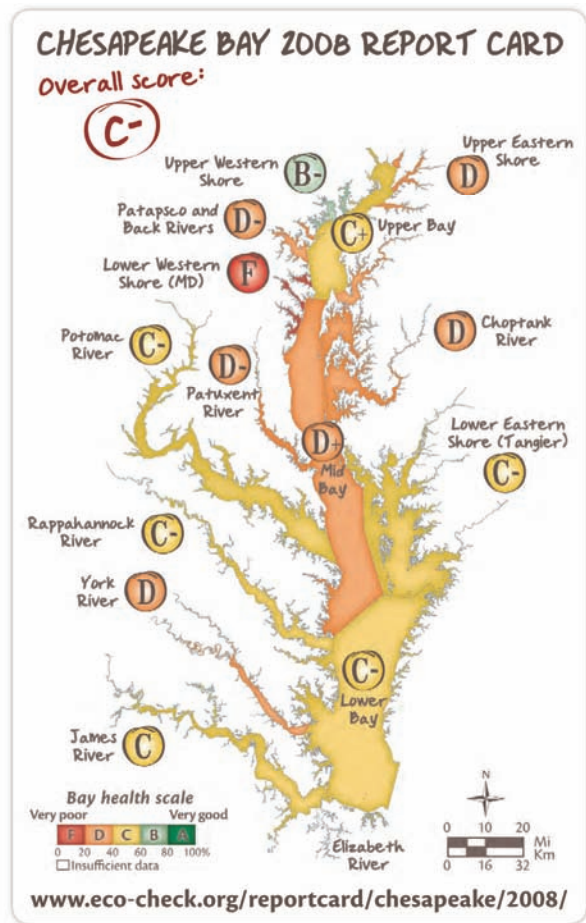 CHESAPEAKE BAY 2008 REPORT CARD
Overall score:
C-
Upper Western
Shore
B-
Upper Eastern
Shore
D
Patapsco and
Back Rivers
D-
C+
Upper Bay
Lower Western
Shore (MD)
F
Potomac
River
C-
D-
Patuxent
River
D
Choptank
River
D+
Mid
Bay
Lower Eastern
Shore (Tangier)
C-
Rappahannock
River
C-
York
River
D
C-
Lower
Bay
James
River
C
Elizabeth
River
Bay health scale
Very poor Very good
F D C B A
0 20 40 60 80 100%
Insufficient data
N
0 10 20
Mi
Km
0 16 32
www.eco-check.org/reportcard/chesapeake/2008/